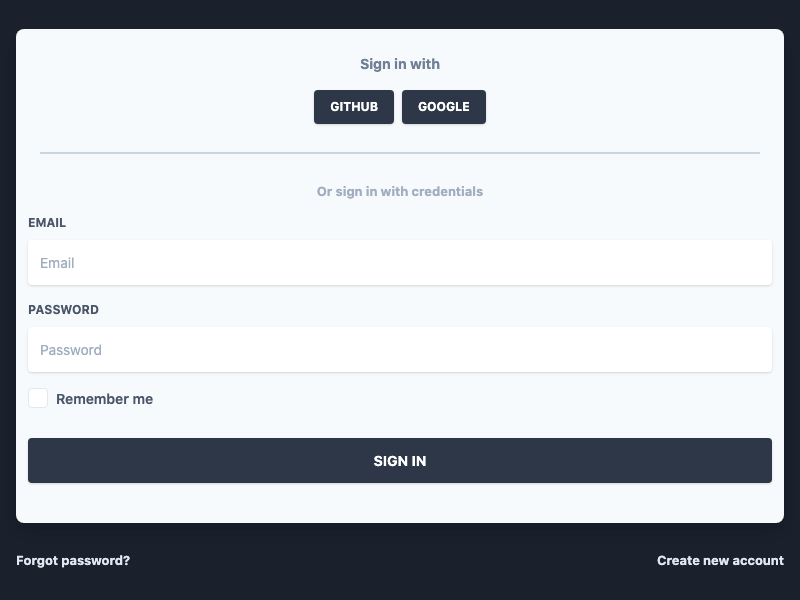 Sign in with
GITHUB GOOGLE
Or sign in with credentials
EMAIL
Email
PASSWORD
Password
Remember me
SIGN IN
Forgot password? Create new account